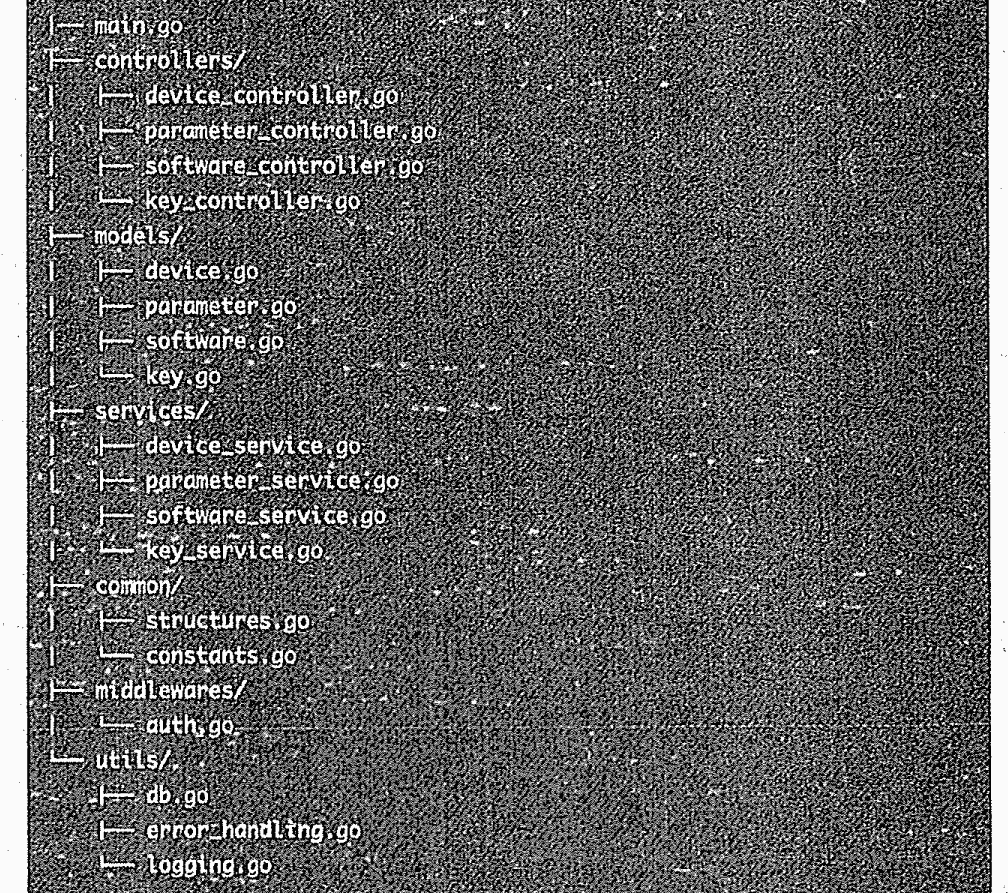 ├── main.go
├── controllers/
│   ├── device_controller.go
│   ├── parameter_controller.go
│   ├── software_controller.go
│   └── key_controller.go
├── models/
│   ├── device.go
│   ├── parameter.go
│   ├── software.go
│   └── key.go
├── services/
│   ├── device_service.go
│   ├── parameter_service.go
│   ├── software_service.go
│   └── key_service.go
├── common/
│   ├── structures.go
│   └── constants.go
├── middlewares/
│   └── auth.go
└── utils/
    ├── db.go
    ├── error_handling.go
    └── logging.go